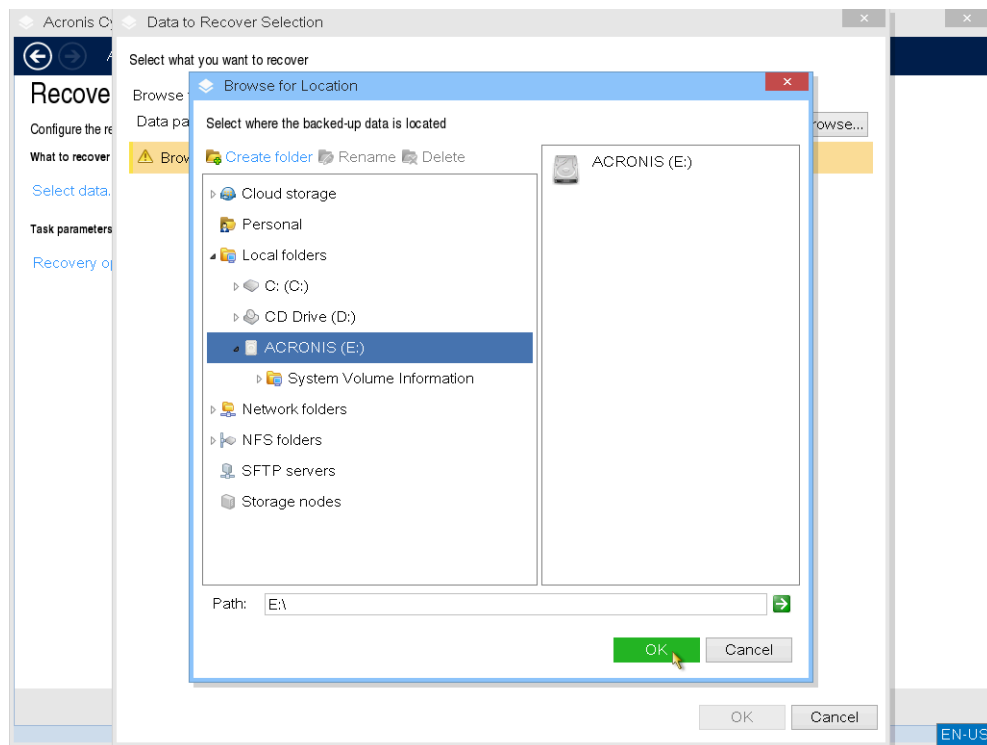 Acronis Cy
Data to Recover Selection
Select what you want to recover
Recove
Configure the re
What to recover
Select data.
Task parameters
Recovery op
Browse
Data pa
rowse...
Brow
Browse for Location
Select where the backed-up data is located
Create folder Rename Delete
Cloud storage
Personal
Local folders
C: (C:)
CD Drive (D:)
ACRONIS (E:)
System Volume Information
Network folders
NFS folders
SFTP servers
Storage nodes
ACRONIS (E:)
Path: E:\
OK Cancel
OK Cancel
EN-US